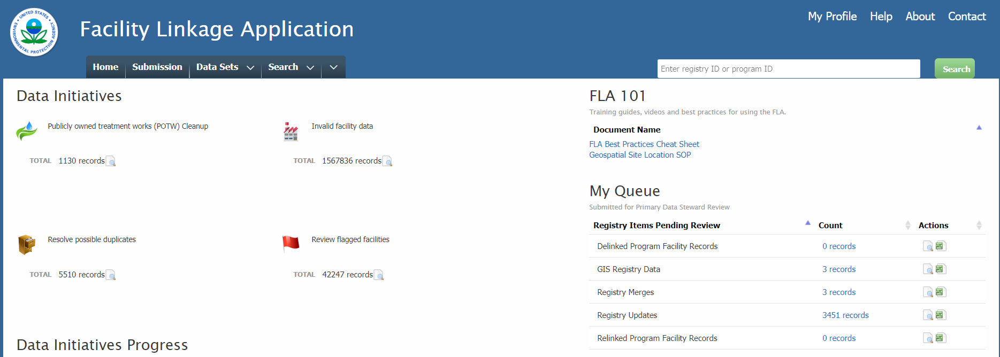 UNITED STATES
ENVIRONMENTAL PROTECTION AGENCY
Facility Linkage Application
My Profile Help About Contact
Home Submission Data Sets Search
Enter registry ID or program ID
Search
Data Initiatives
Publicly owned treatment works (POTW) Cleanup
TOTAL 1130 records
Invalid facility data
TOTAL 1567836 records
Resolve possible duplicates
TOTAL 5510 records
Review flagged facilities
TOTAL 42247 records
Data Initiatives Progress
FLA 101
Training guides, videos and best practices for using the FLA.
Document Name
FLA Best Practices Cheat Sheet
Geospatial Site Location SOP
My Queue
Submitted for Primary Data Steward Review
Registry Items Pending Review Count Actions
Delinked Program Facility Records 0 records
GIS Registry Data 3 records
Registry Merges 3 records
Registry Updates 3451 records
Relinked Program Facility Records 0 records